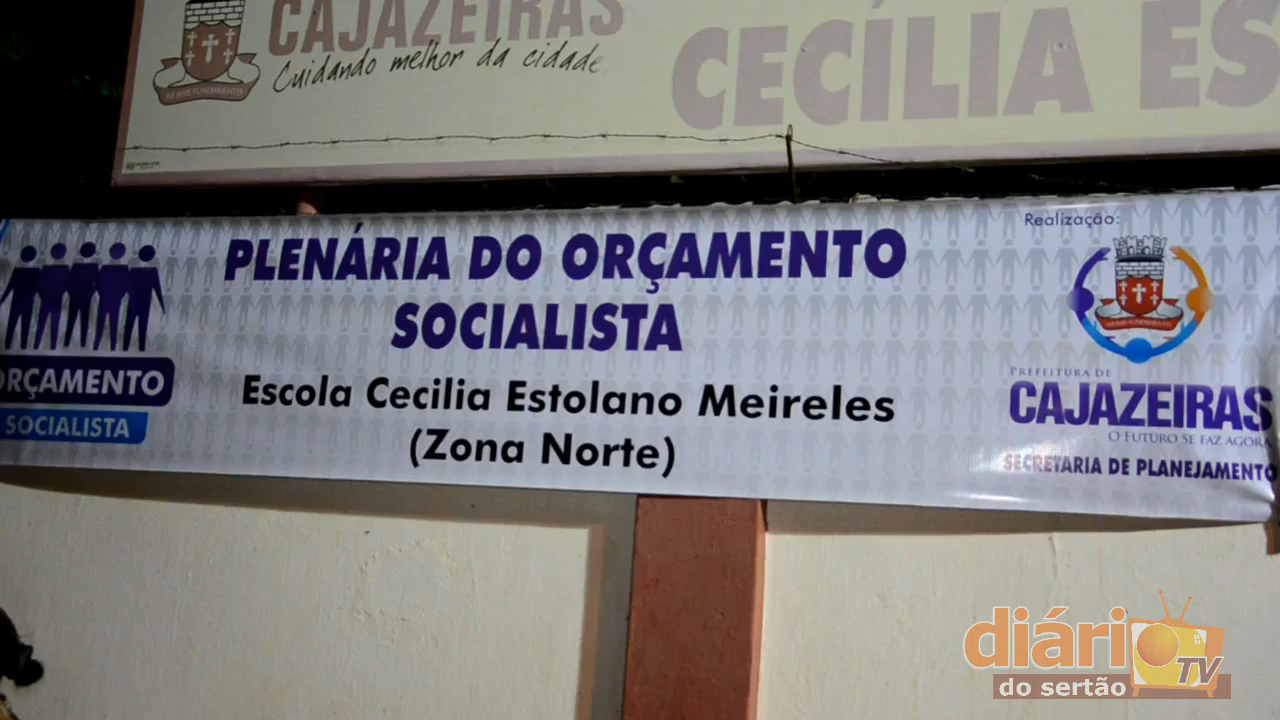 CAJAZEIRAS
Cuidando melhor da cidade.
CECÍLIA ES
PLENÁRIA DO ORÇAMENTO
SOCIALISTA
Escola Cecilia Estolano Meireles
(Zona Norte)
ORÇAMENTO
SOCIALISTA
Realização:
PREFEITURA DE
CAJAZEIRAS
O FUTURO SE FAZ AGORA
SECRETARIA DE PLANEJAMENTO
diário TV
do sertão